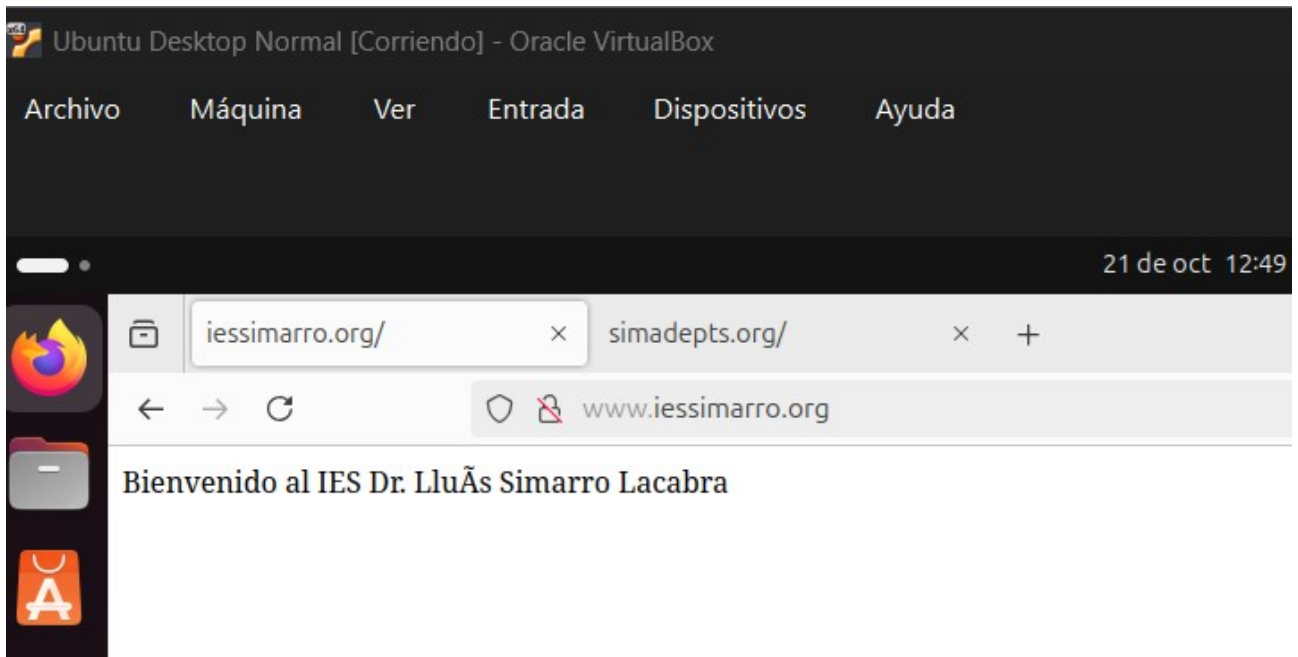 Ubuntu Desktop Normal [Corriendo] - Oracle VirtualBox
Archivo Máquina Ver Entrada Dispositivos Ayuda
21 de oct 12:49
iessimarro.org/ simadepts.org/
www.iessimarro.org
Bienvenido al IES Dr. LluÃs Simarro Lacabra